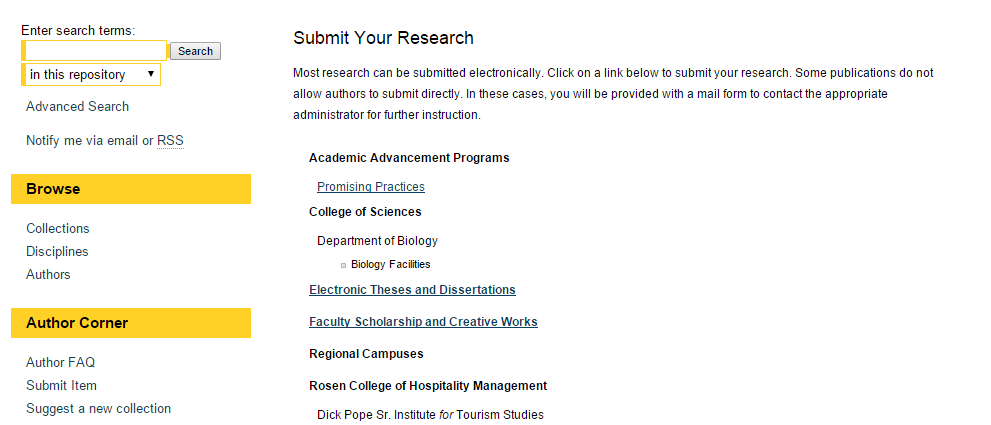 Enter search terms:
Search
in this repository
Advanced Search
Notify me via email or RSS
Browse
Collections
Disciplines
Authors
Author Corner
Author FAQ
Submit Item
Suggest a new collection
Submit Your Research
Most research can be submitted electronically. Click on a link below to submit your research. Some publications do not
allow authors to submit directly. In these cases, you will be provided with a mail form to contact the appropriate
administrator for further instruction.
Academic Advancement Programs
Promising Practices
College of Sciences
Department of Biology
Biology Facilities
Electronic Theses and Dissertations
Faculty Scholarship and Creative Works
Regional Campuses
Rosen College of Hospitality Management
Dick Pope Sr. Institute for Tourism Studies